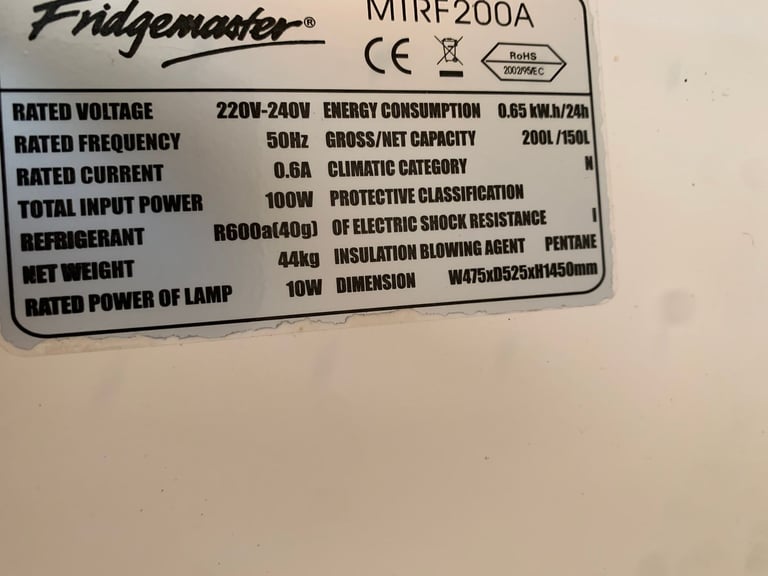 Fridgemaster® MTRF200A
CE
RoHS
2002/95/EC
RATED VOLTAGE 220V-240V ENERGY CONSUMPTION 0.65 kW.h/24h
RATED FREQUENCY 50Hz GROSS/NET CAPACITY 200L/150L
RATED CURRENT 0.6A CLIMATIC CATEGORY N
TOTAL INPUT POWER 100W PROTECTIVE CLASSIFICATION
REFRIGERANT R600a(40g) OF ELECTRIC SHOCK RESISTANCE I
NET WEIGHT 44kg INSULATION BLOWING AGENT PENTANE
RATED POWER OF LAMP 10W DIMENSION W475xD525xH1450mm